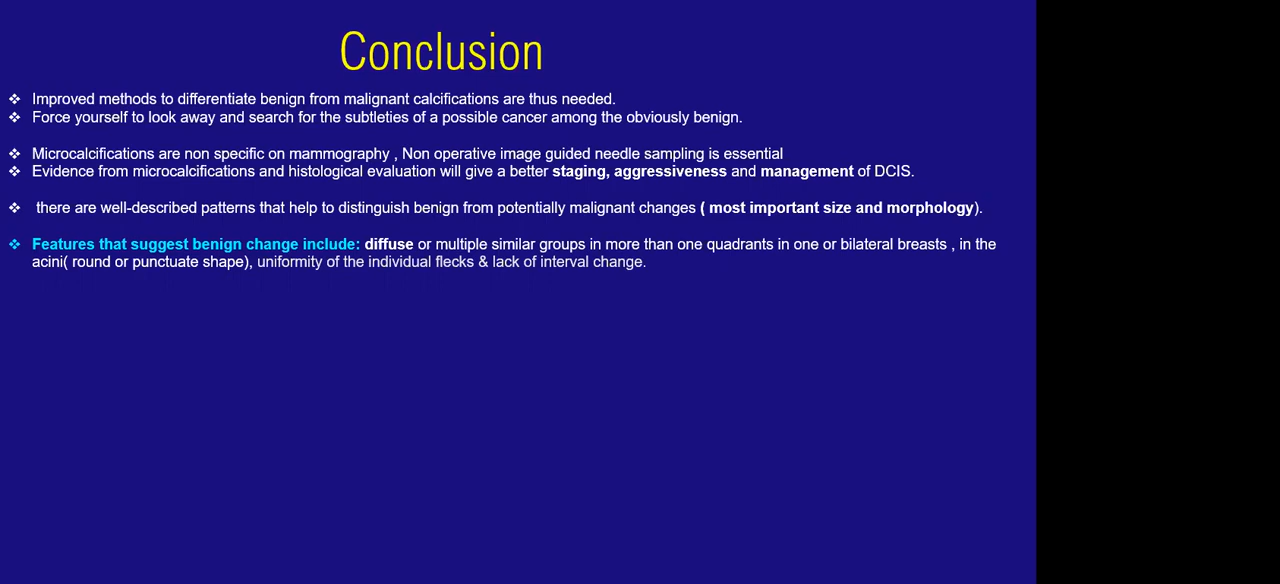 Conclusion
❖ Improved methods to differentiate benign from malignant calcifications are thus needed.
❖ Force yourself to look away and search for the subtleties of a possible cancer among the obviously benign.
❖ Microcalcifications are non specific on mammography , Non operative image guided needle sampling is essential
❖ Evidence from microcalcifications and histological evaluation will give a better staging, aggressiveness and management of DCIS.
❖ there are well-described patterns that help to distinguish benign from potentially malignant changes ( most important size and morphology).
❖ Features that suggest benign change include: diffuse or multiple similar groups in more than one quadrants in one or bilateral breasts , in the
acini( round or punctuate shape), uniformity of the individual flecks & lack of interval change.